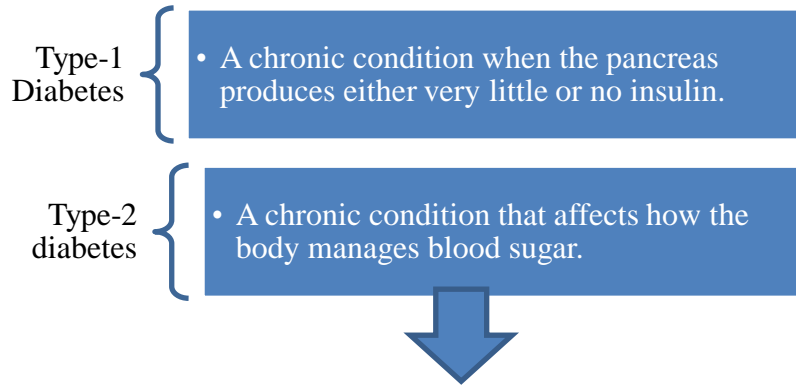 Type-1
Diabetes
• A chronic condition when the pancreas
produces either very little or no insulin.
Type-2
diabetes
• A chronic condition that affects how the
body manages blood sugar.